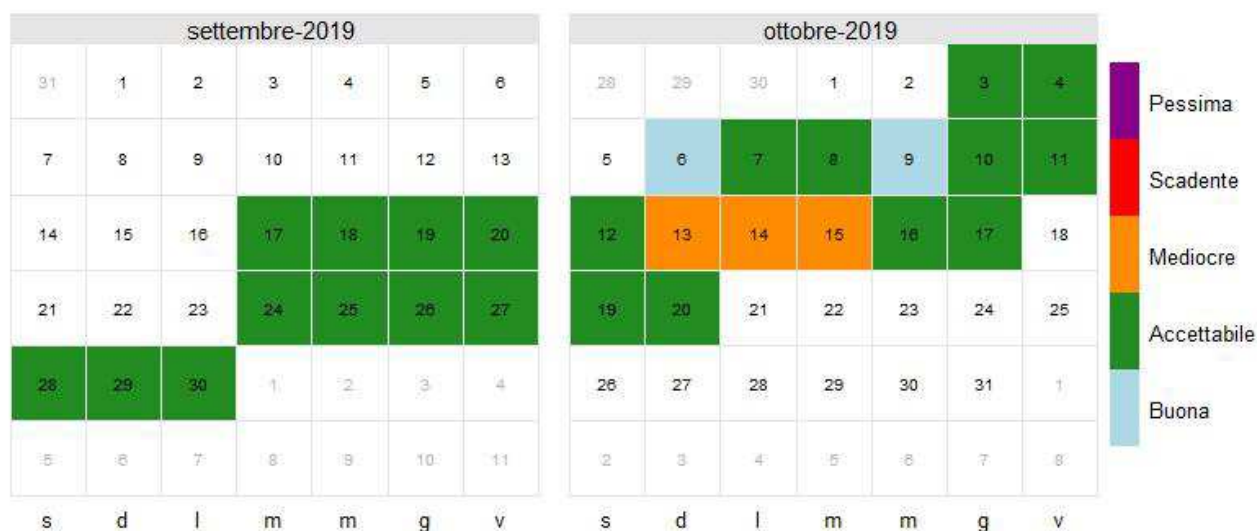 settembre-2019
31 1 2 3 4 5 6
7 8 9 10 11 12 13
14 15 16 17 18 19 20
21 22 23 24 25 26 27
28 29 30 1 2 3 4
5 6 7 8 9 10 11
s d l m m g v
ottobre-2019
28 29 30 1 2 3 4
5 6 7 8 9 10 11
12 13 14 15 16 17 18
19 20 21 22 23 24 25
26 27 28 29 30 31 1
2 3 4 5 6 7 8
s d l m m g v
Pessima
Scadente
Mediocre
Accettabile
Buona